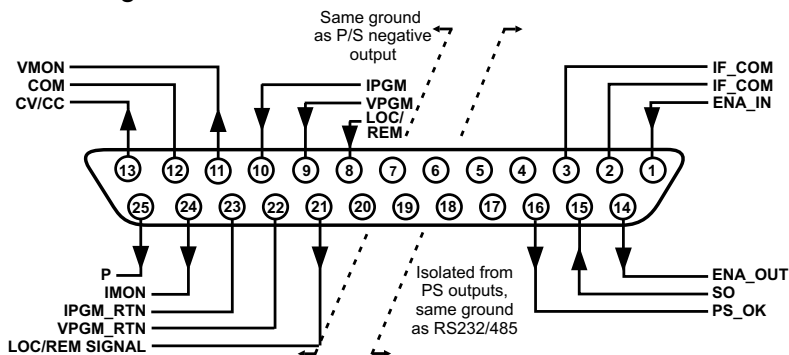 Same ground
as P/S negative
output
VMON
COM
CV/CC
IPGM
VPGM
LOC/
REM
IF_COM
IF_COM
ENA_IN
13 12 11 10 9 8 7 6 5 4 3 2 1
25 24 23 22 21 20 19 18 17 16 15 14
P
IMON
IPGM_RTN
VPGM_RTN
LOC/REM SIGNAL
Isolated from
PS outputs,
same ground
as RS232/485
ENA_OUT
SO
PS_OK